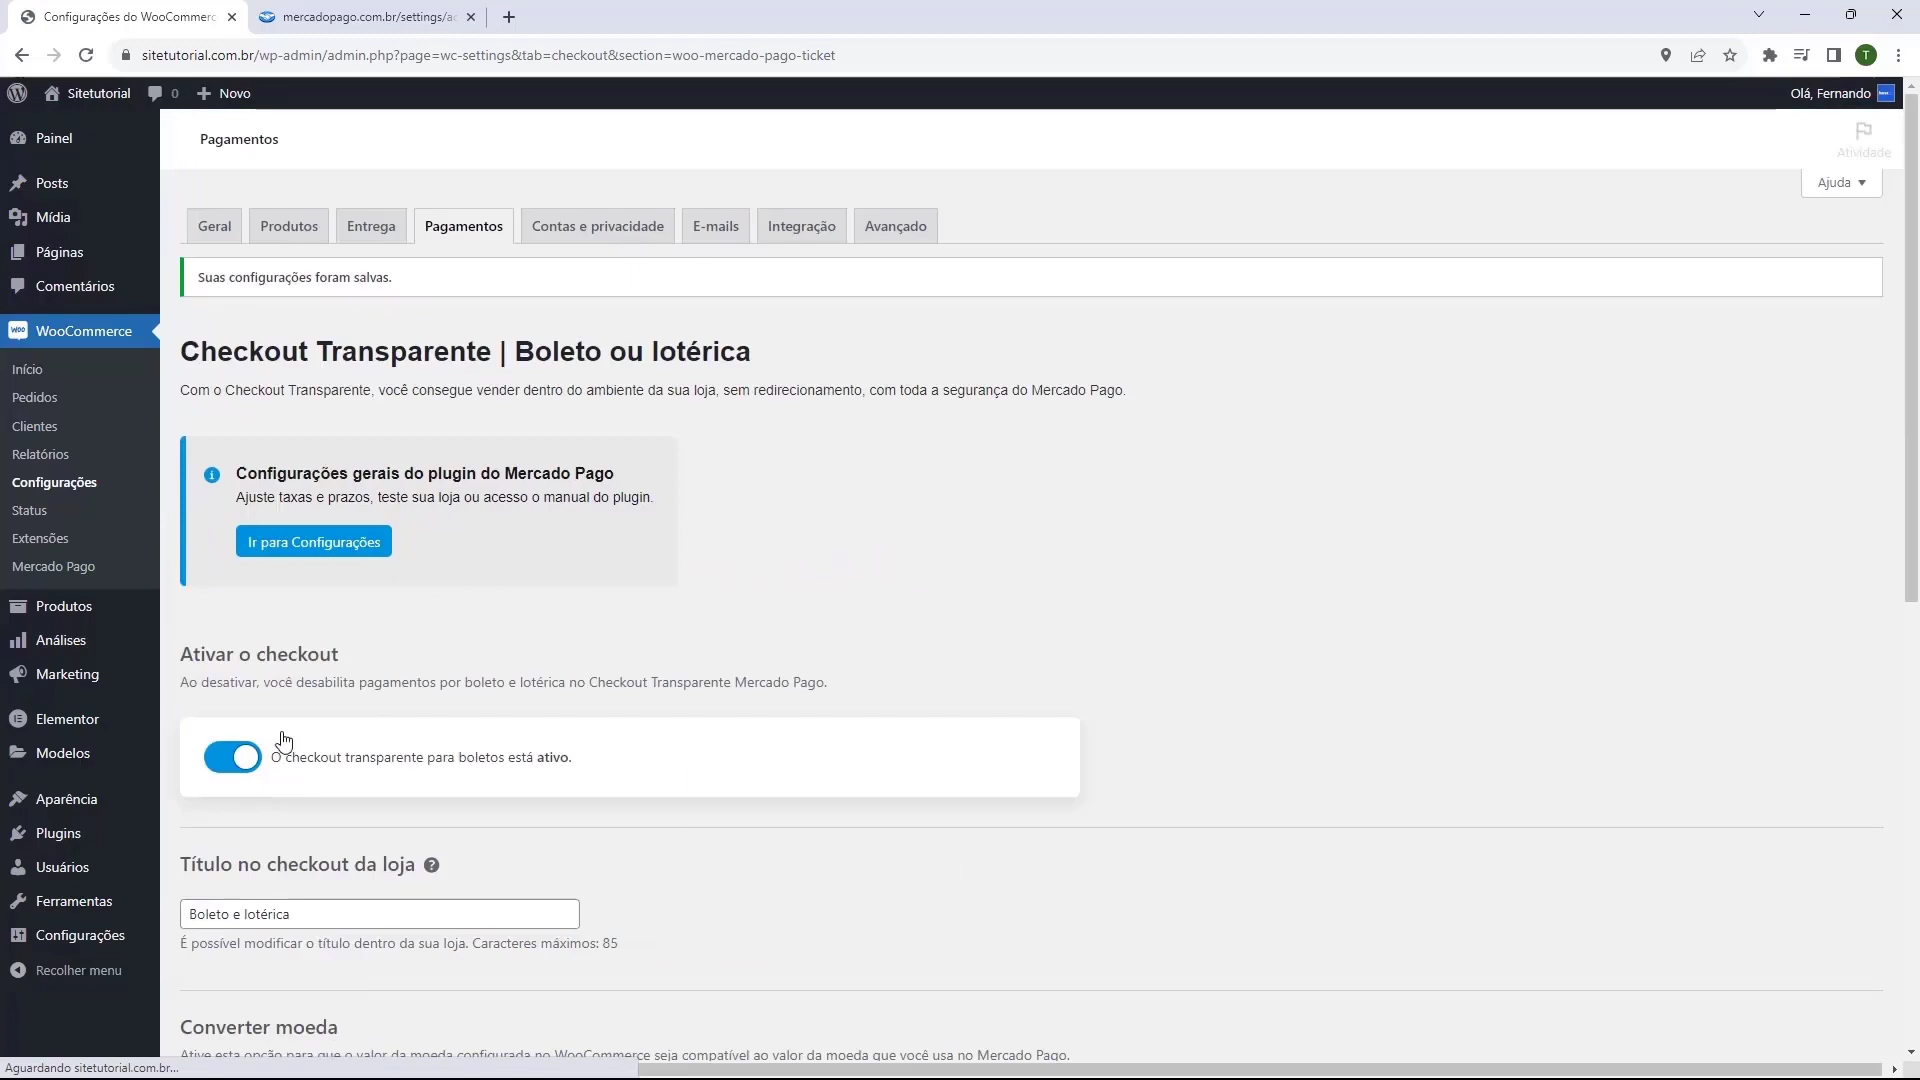 Configurações do WooCommerc
mercadopago.com.br/settings/ac
sitetutorial.com.br/wp-admin/admin.php?page=wc-settings&tab=checkout&section=woo-mercado-pago-ticket
T
Sitetutorial
0
Novo
Olá, Fernando
Painel
Posts
Mídia
Páginas
Comentários
WooCommerce
Início
Pedidos
Clientes
Relatórios
Configurações
Status
Extensões
Mercado Pago
Produtos
Análises
Marketing
Elementor
Modelos
Aparência
Plugins
Usuários
Ferramentas
Configurações
Recolher menu
Pagamentos
Atividade
Ajuda
Geral
Produtos
Entrega
Pagamentos
Contas e privacidade
E-mails
Integração
Avançado
Suas configurações foram salvas.
Checkout Transparente | Boleto ou lotérica
Com o Checkout Transparente, você consegue vender dentro do ambiente da sua loja, sem redirecionamento, com toda a segurança do Mercado Pago.
Configurações gerais do plugin do Mercado Pago
Ajuste taxas e prazos, teste sua loja ou acesso o manual do plugin.
Ir para Configurações
Ativar o checkout
Ao desativar, você desabilita pagamentos por boleto e lotérica no Checkout Transparente Mercado Pago.
O checkout transparente para boletos está ativo.
Título no checkout da loja
Boleto e lotérica
É possível modificar o título dentro da sua loja. Caracteres máximos: 85
Converter moeda
Ative esta opção para que o valor da moeda configurada no WooCommerce seja compatível ao valor da moeda que você usa no Mercado Pago.
Aguardando sitetutorial.com.br...